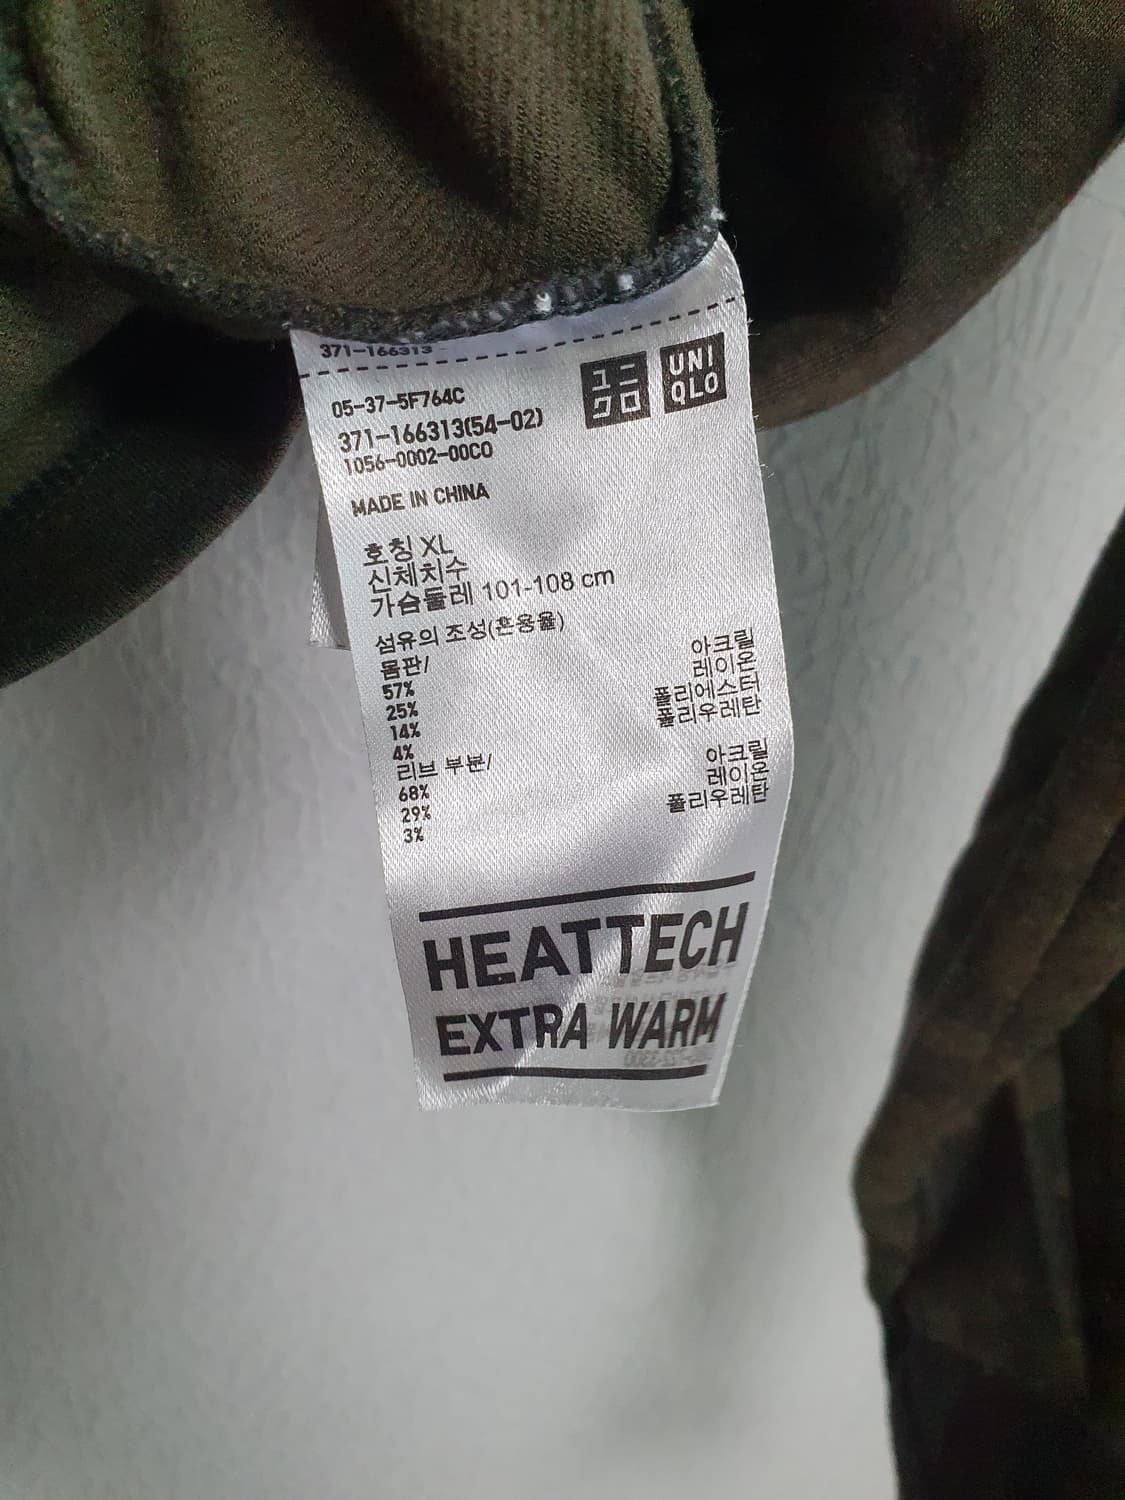 371-166313
05-37-5F764C
371-166313(54-02)
1056-0002-00C0
ユニ
クロ
UNI
QLO
MADE IN CHINA
호칭 XL
신체치수
가슴둘레 101-108 cm
섬유의 조성(혼용율)
몸판/
57% 아크릴
25% 레이온
14% 폴리에스터
4% 폴리우레탄
리브 부분/
68% 아크릴
29% 레이온
3% 폴리우레탄
HEATTECH
EXTRA WARM